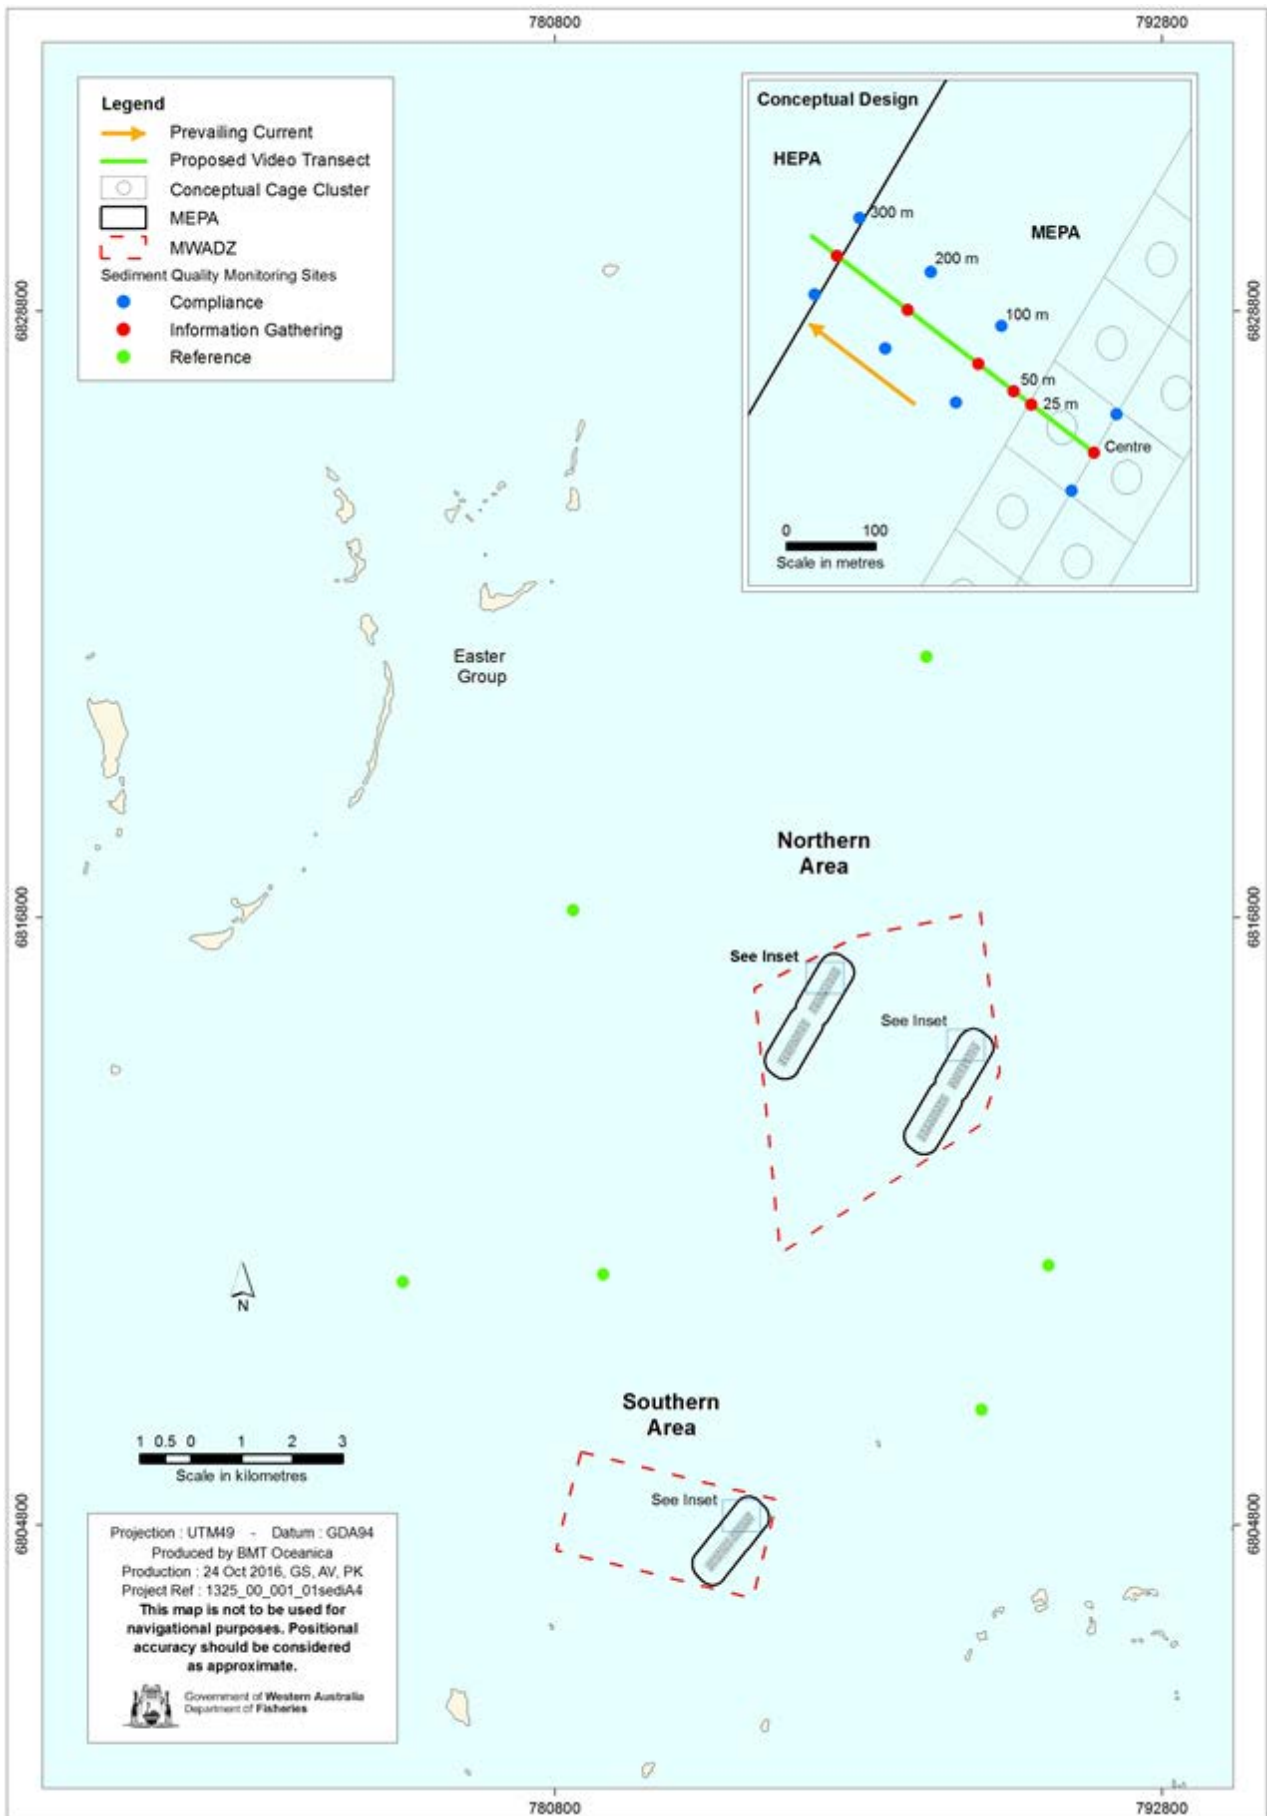 780800
792800
Legend
Prevailing Current
Proposed Video Transect
Conceptual Cage Cluster
MEPA
MWADZ
Sediment Quality Monitoring Sites
Compliance
Information Gathering
Reference
Conceptual Design
HEPA
300 m
MEPA
200 m
100 m
50 m
25 m
Centre
0 100
Scale in metres
6828800
6828800
Easter
Group
Northern
Area
6816800
6816800
See Inset
See Inset
N
Southern
Area
1 0.5 0 1 2 3
Scale in kilometres
See Inset
6804800
6804800
Projection : UTM49 - Datum : GDA94
Produced by BMT Oceanica
Production : 24 Oct 2016, GS, AV, PK
Project Ref : 1325_00_001_01sediA4
This map is not to be used for
navigational purposes. Positional
accuracy should be considered
as approximate.
Government of Western Australia
Department of Fisheries
780800
792800